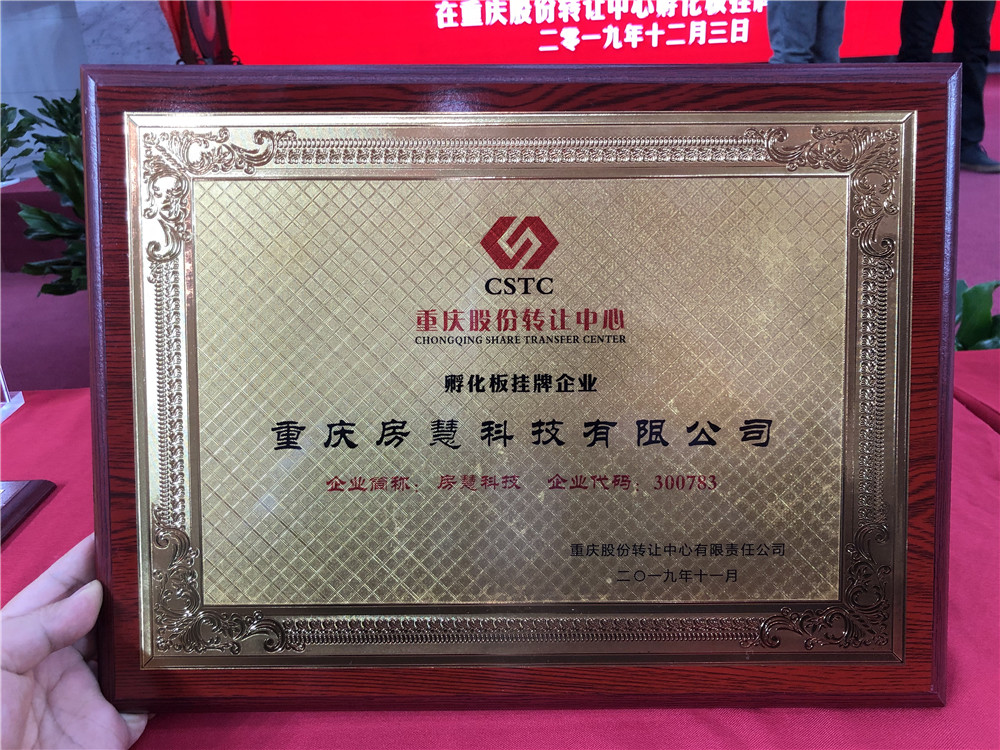 在重庆股份转让中心孵化板挂牌
二零一九年十二月三日
CSTC
重庆股份转让中心
CHONGQING SHARE TRANSFER CENTER
孵化板挂牌企业
重庆房慧科技有限公司
企业简称：房慧科技 企业代码：300783
重庆股份转让中心有限责任公司
二〇一九年十一月